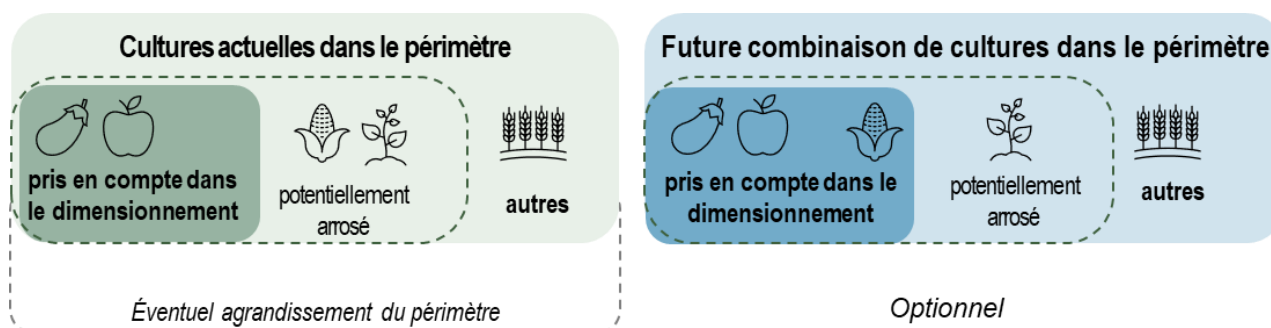 Cultures actuelles dans le périmètre
pris en compte dans
le dimensionnement
potentiellement
arrosé
autres
Éventuel agrandissement du périmètre
Future combinaison de cultures dans le périmètre
pris en compte dans le
dimensionnement
potentiellement
arrosé
autres
Optionnel